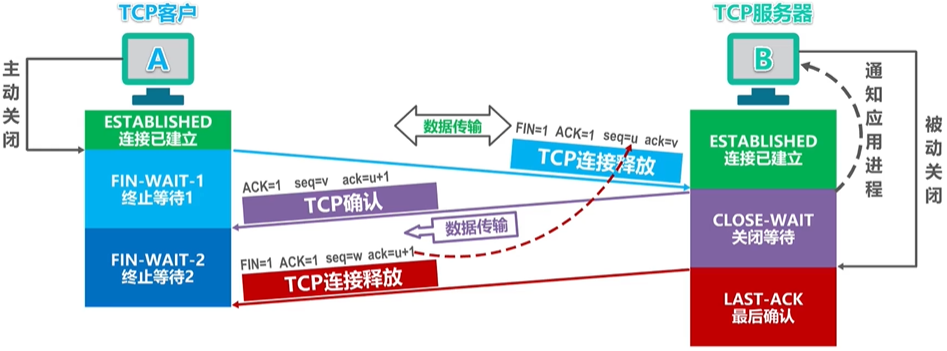 TCP客户
TCP服务器
A
B
主动关闭
通知应用进程
被动关闭
ESTABLISHED
连接已建立
数据传输
FIN=1 ACK=1 seq=u ack=v
TCP连接释放
ESTABLISHED
连接已建立
FIN-WAIT-1
终止等待1
ACK=1 seq=v ack=u+1
TCP确认
数据传输
CLOSE-WAIT
关闭等待
FIN-WAIT-2
终止等待2
FIN=1 ACK=1 seq=w ack=u+1
TCP连接释放
LAST-ACK
最后确认